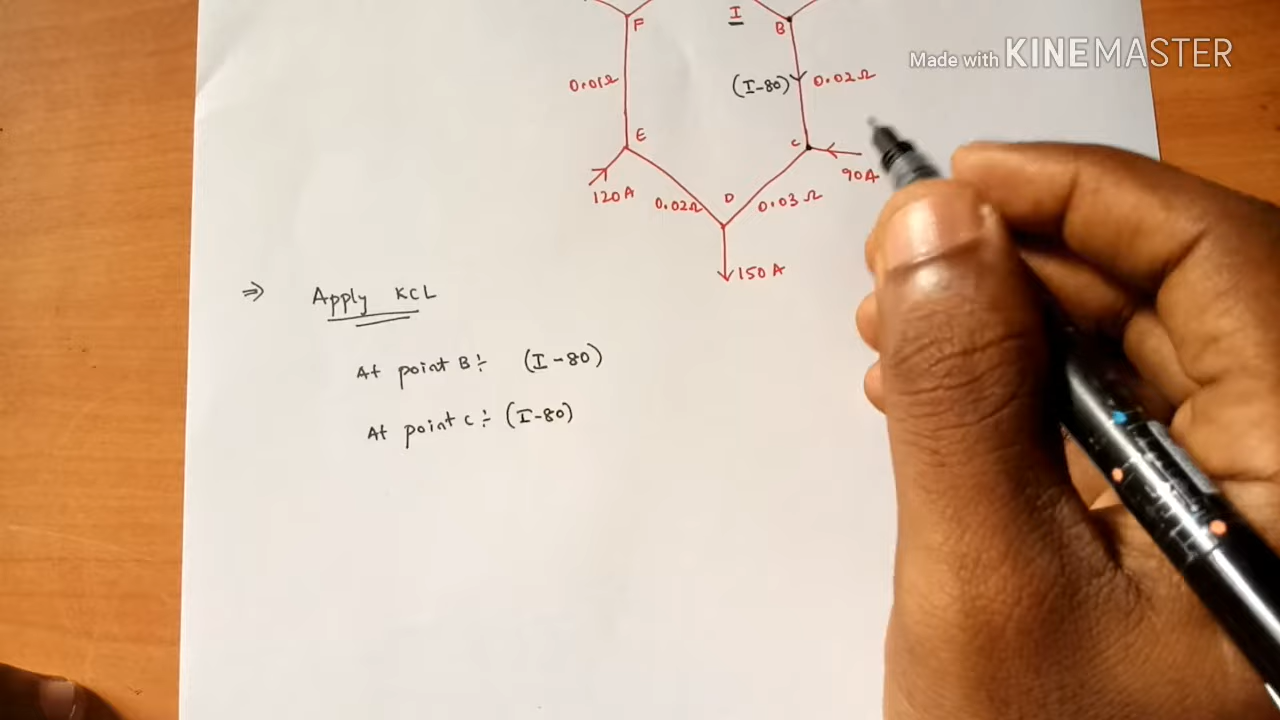 Made with KINEMASTER
F
I
B
0.01Ω
(I-80)
0.02Ω
E
C
90A
120A
0.02Ω
D
0.03Ω
150A
⇒ Apply KCL
At point B:- (I-80)
At point C:- (I-80)